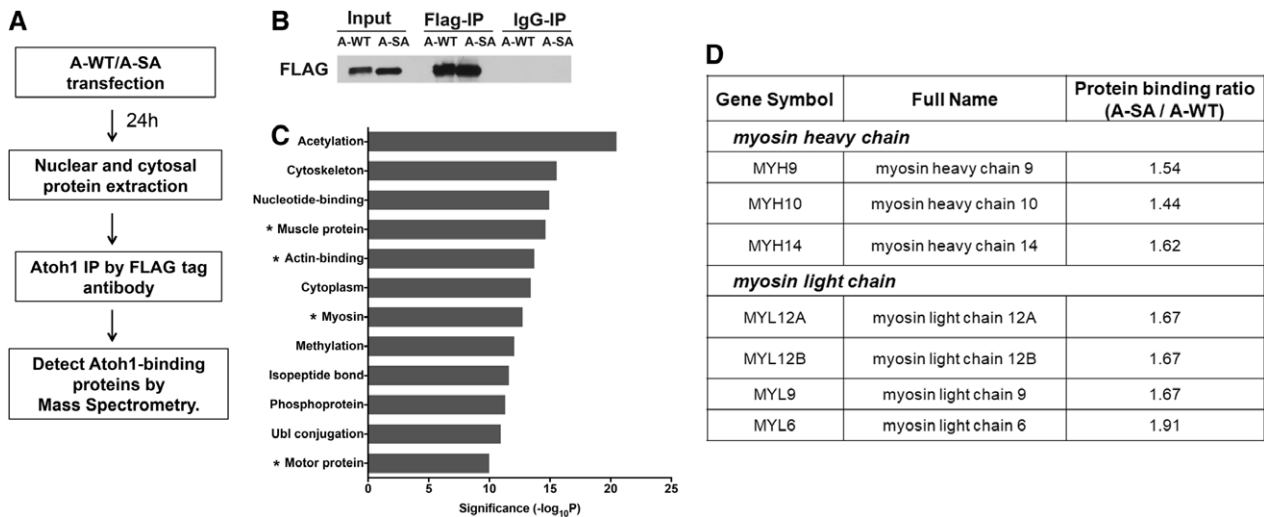 A
A-WT/A-SA
transfection
24h
Nuclear and cytosal
protein extraction
Atoh1 IP by FLAG tag
antibody
Detect Atoh1-binding
proteins by
Mass Spectrometry.
B
Input Flag-IP IgG-IP
A-WT A-SA A-WT A-SA A-WT A-SA
FLAG
C
Acetylation
Cytoskeleton
Nucleotide-binding
* Muscle protein
* Actin-binding
Cytoplasm
* Myosin
Methylation
Isopeptide bond
Phosphoprotein
Ubl conjugation
* Motor protein
0 5 10 15 20 25
Significance (-log10P)
D
Gene Symbol Full Name Protein binding ratio
(A-SA / A-WT)
myosin heavy chain
MYH9 myosin heavy chain 9 1.54
MYH10 myosin heavy chain 10 1.44
MYH14 myosin heavy chain 14 1.62
myosin light chain
MYL12A myosin light chain 12A 1.67
MYL12B myosin light chain 12B 1.67
MYL9 myosin light chain 9 1.67
MYL6 myosin light chain 6 1.91